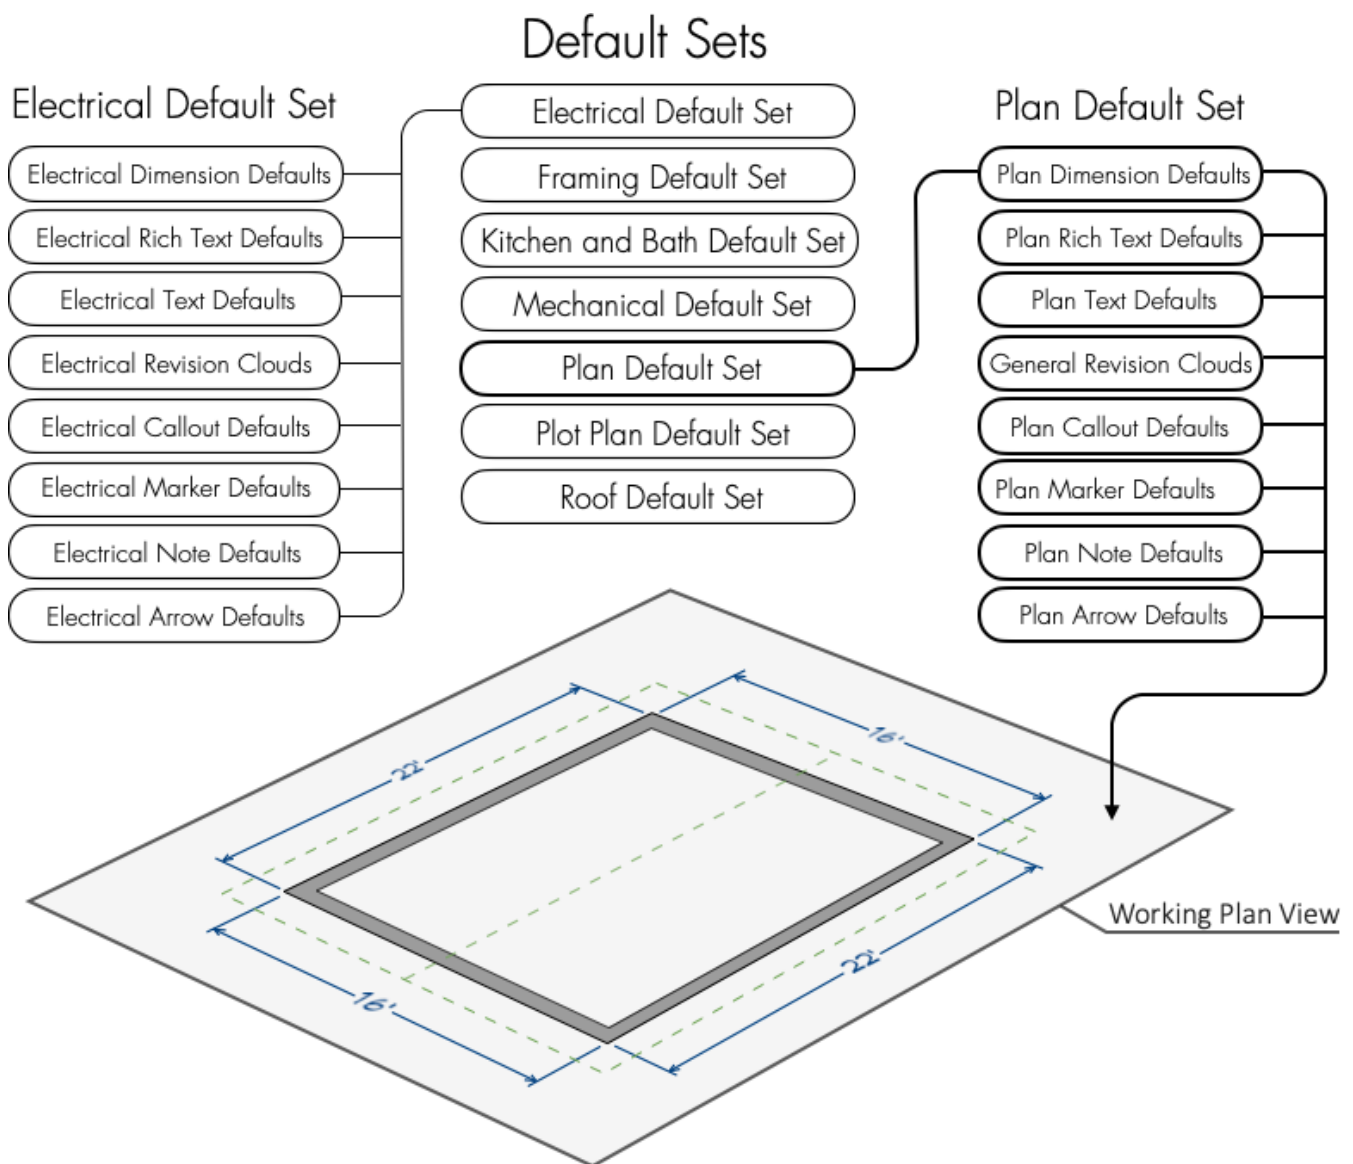 Default Sets
Electrical Default Set
Electrical Dimension Defaults
Electrical Rich Text Defaults
Electrical Text Defaults
Electrical Revision Clouds
Electrical Callout Defaults
Electrical Marker Defaults
Electrical Note Defaults
Electrical Arrow Defaults
Electrical Default Set
Framing Default Set
Kitchen and Bath Default Set
Mechanical Default Set
Plan Default Set
Plot Plan Default Set
Roof Default Set
Plan Default Set
Plan Dimension Defaults
Plan Rich Text Defaults
Plan Text Defaults
General Revision Clouds
Plan Callout Defaults
Plan Marker Defaults
Plan Note Defaults
Plan Arrow Defaults
22'
16'
16'
22'
Working Plan View